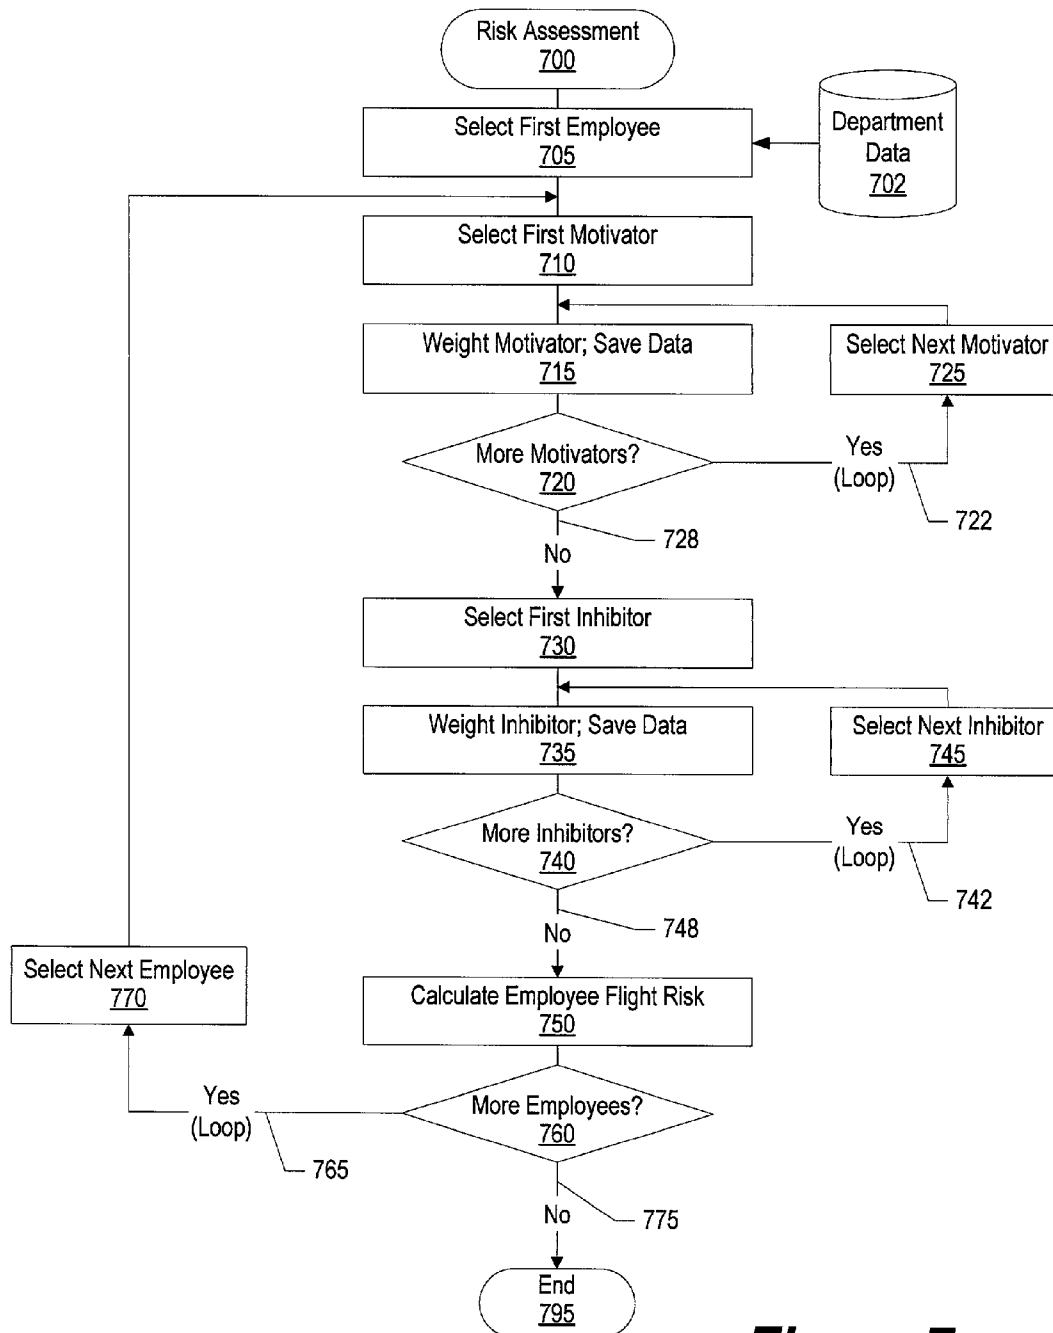 Risk Assessment
700
Select First Employee
705
Department
Data
702
Select First Motivator
710
Weight Motivator; Save Data
715
Select Next Motivator
725
More Motivators?
720
Yes
(Loop)
722
728
No
Select First Inhibitor
730
Weight Inhibitor; Save Data
735
Select Next Inhibitor
745
More Inhibitors?
740
Yes
(Loop)
742
748
No
Select Next Employee
770
Calculate Employee Flight Risk
750
More Employees?
760
Yes
(Loop)
765
775
No
End
795